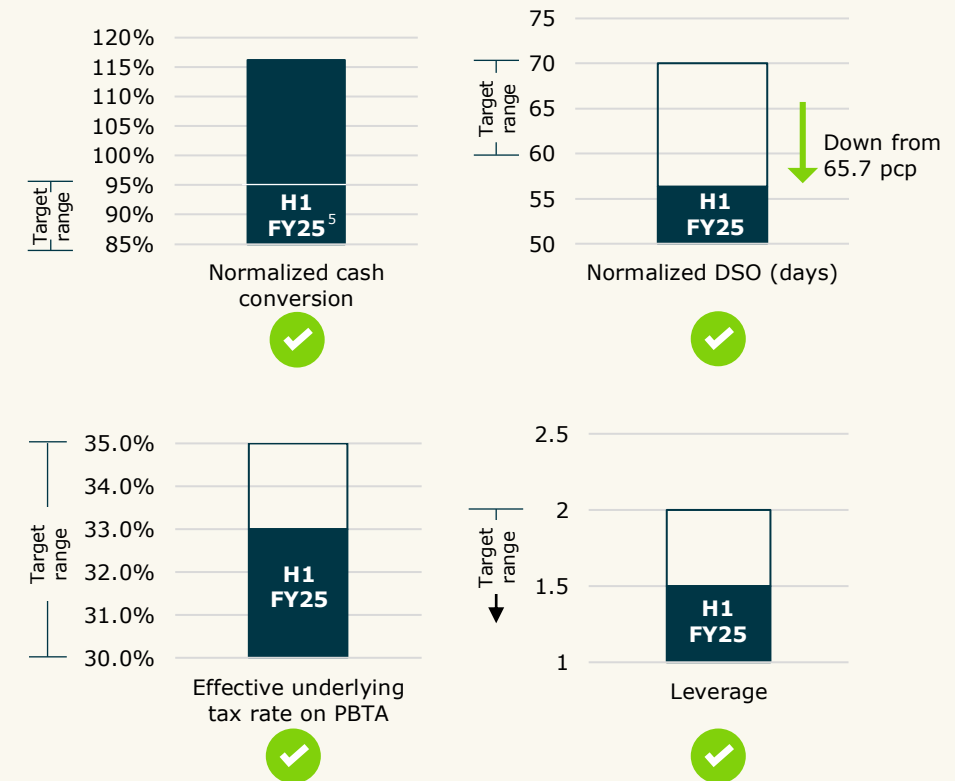 120%
115%
110%
105%
100%
95%
90%
85%
Target
range
H1
FY25⁵
Normalized cash
conversion
75
70
65
60
55
50
Target
range
H1
FY25
Down from
65.7 pcp
Normalized DSO (days)
35.0%
34.0%
33.0%
32.0%
31.0%
30.0%
Target
range
H1
FY25
Effective underlying
tax rate on PBTA
2.5
2
1.5
1
Target
range
H1
FY25
Leverage